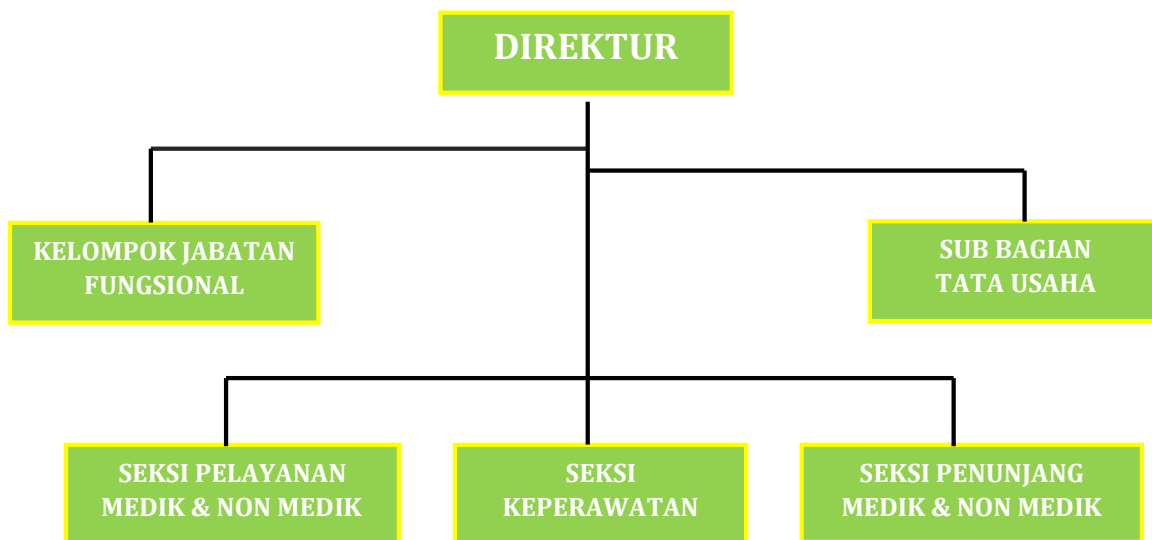 DIREKTUR
KELOMPOK JABATAN
FUNGSIONAL
SUB BAGIAN
TATA USAHA
SEKSI PELAYANAN
MEDIK & NON MEDIK
SEKSI
KEPERAWATAN
SEKSI PENUNJANG
MEDIK & NON MEDIK